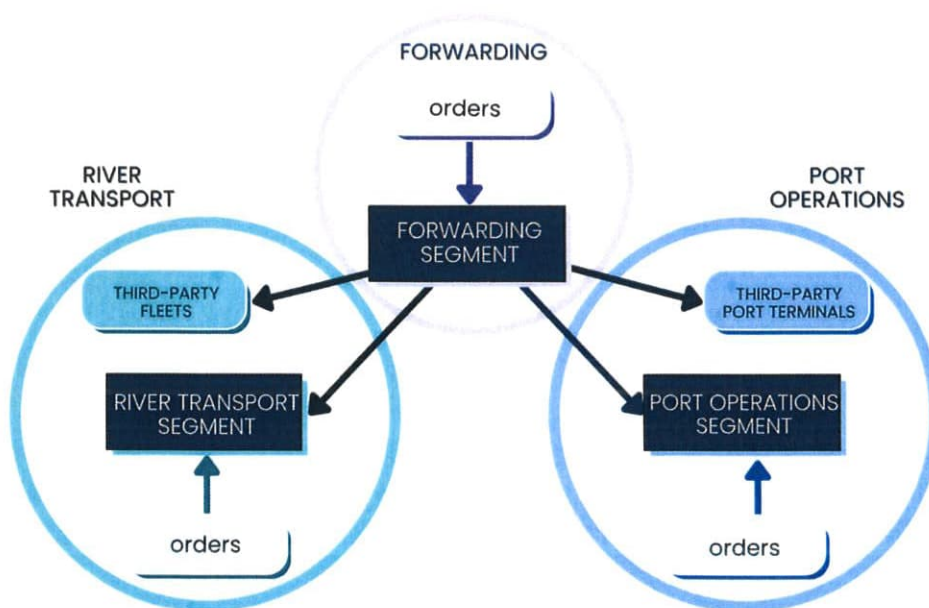 FORWARDING
orders
FORWARDING
SEGMENT
RIVER
TRANSPORT
THIRD-PARTY
FLEETS
RIVER TRANSPORT
SEGMENT
orders
PORT
OPERATIONS
THIRD-PARTY
PORT TERMINALS
PORT OPERATIONS
SEGMENT
orders